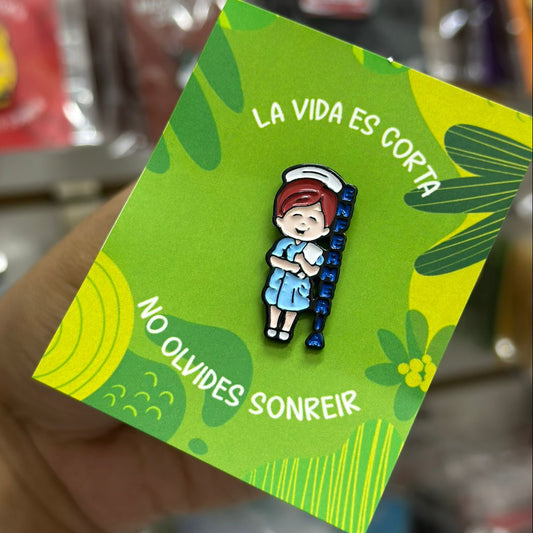 LA VIDA ES CORTA
ENFERMERIA
NO OLVIDES SONREIR